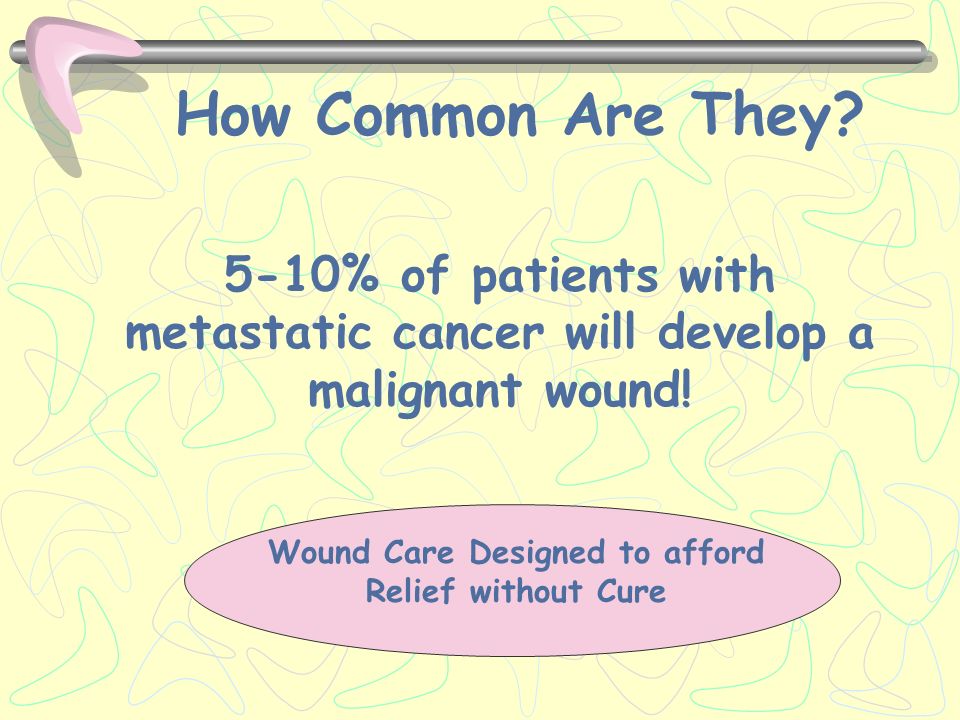 How Common Are They?
5-10% of patients with
metastatic cancer will develop a
malignant wound!
Wound Care Designed to afford
Relief without Cure